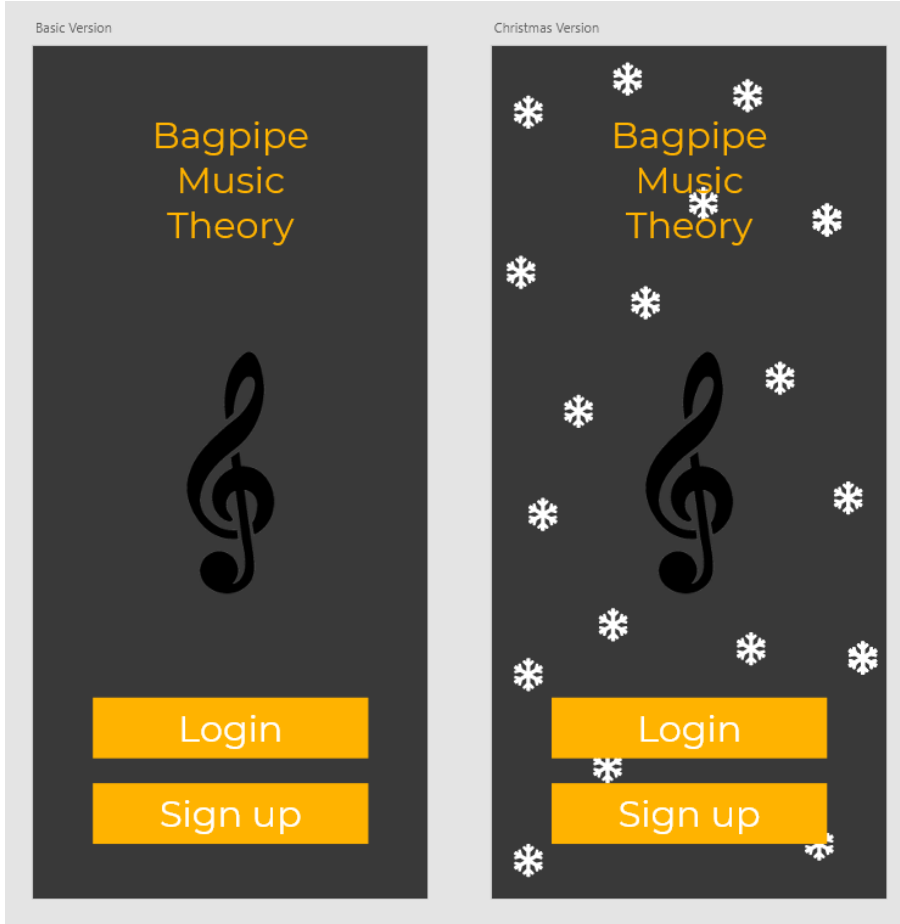 Basic Version
Bagpipe
Music
Theory
Login
Sign up
Christmas Version
Bagpipe
Music
Theory
Login
Sign up